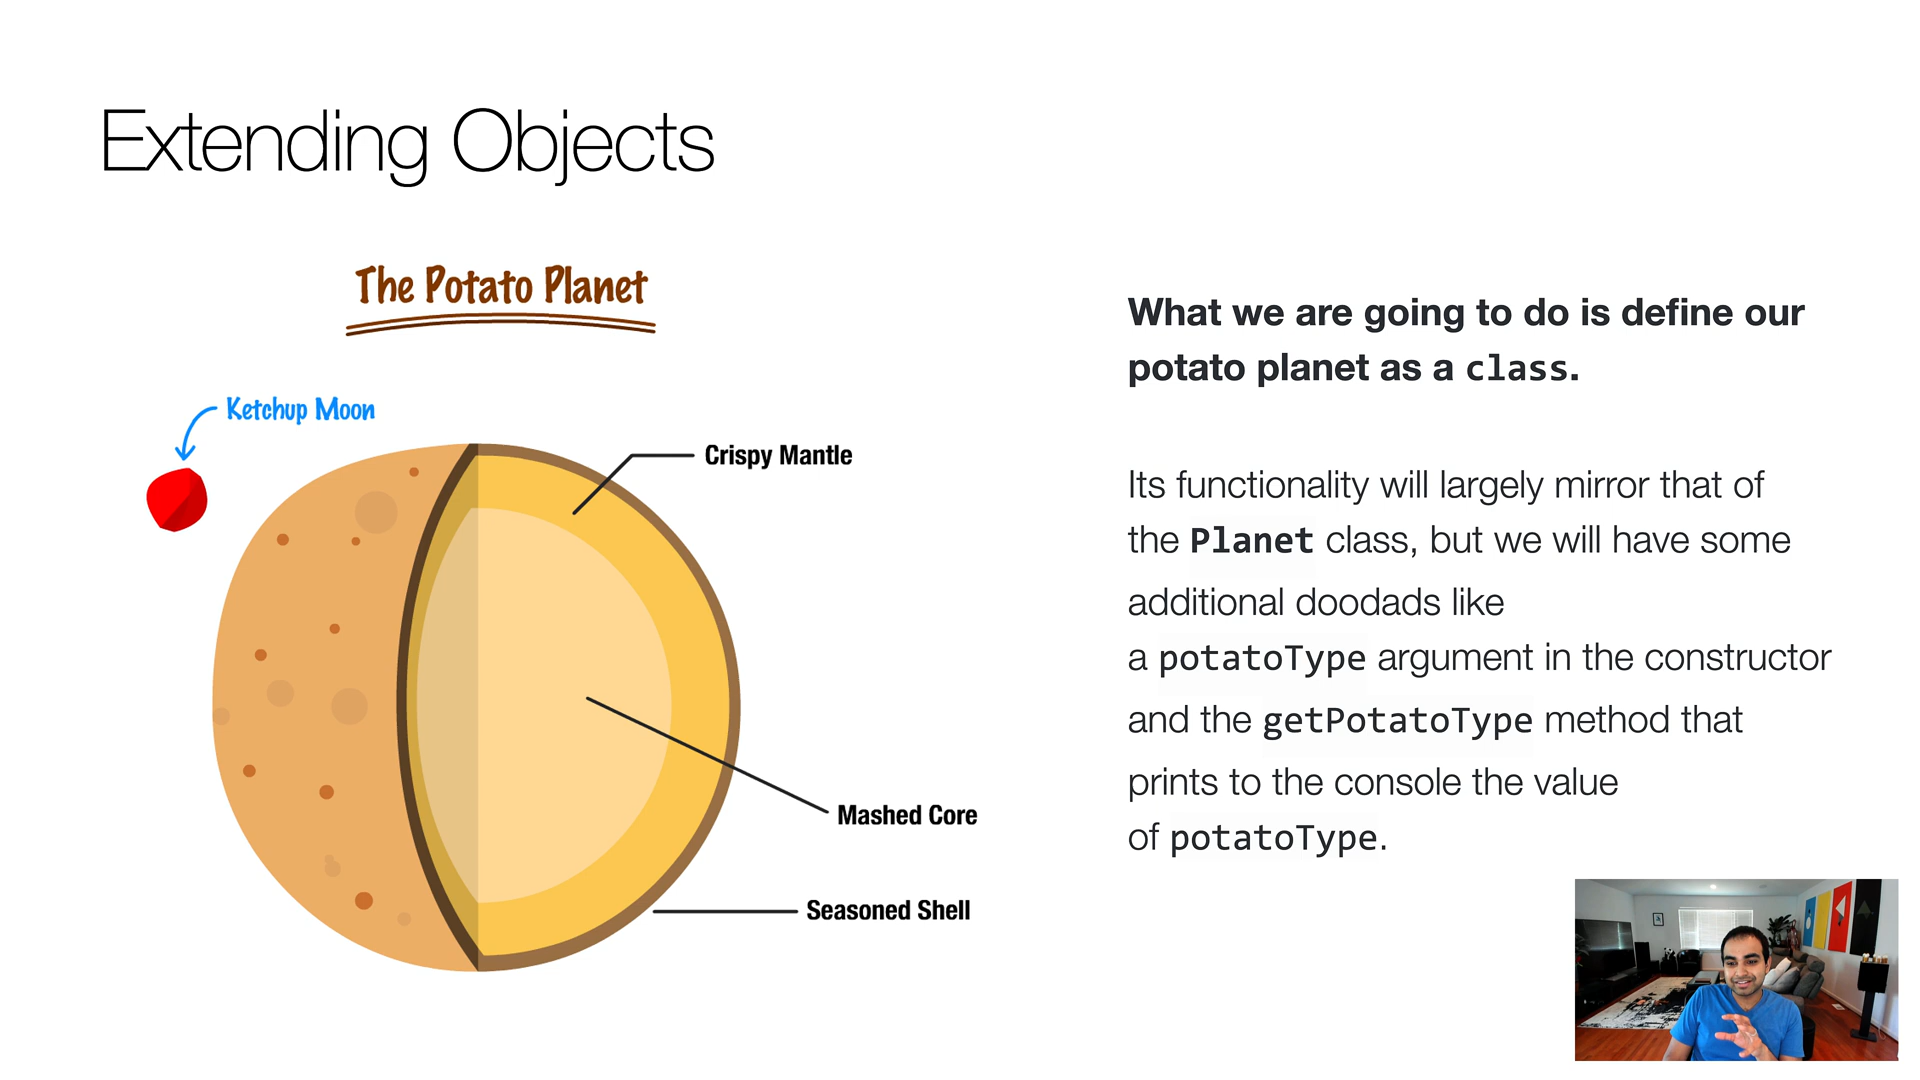 Extending Objects
The Potato Planet
Ketchup Moon
Crispy Mantle
Mashed Core
Seasoned Shell
What we are going to do is define our
potato planet as a class.
Its functionality will largely mirror that of
the Planet class, but we will have some
additional doodads like
a potatoType argument in the constructor
and the getPotatoType method that
prints to the console the value
of potatoType.